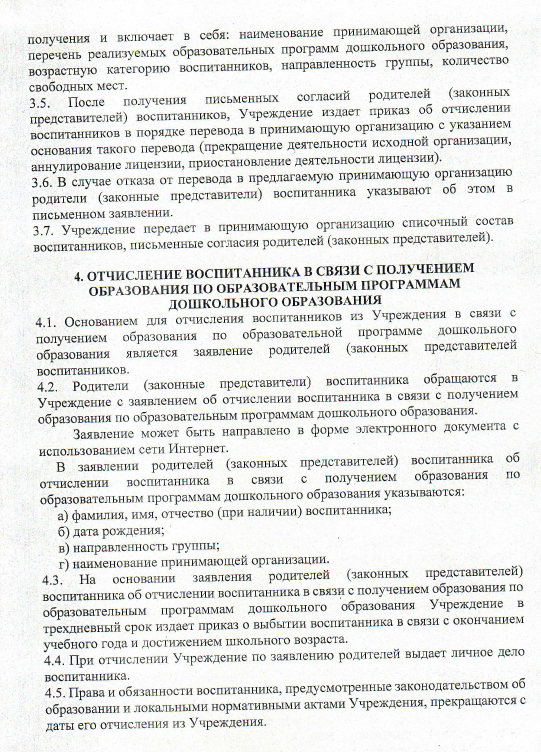 получения и включает в себя: наименование принимающей организации,
перечень реализуемых образовательных программ дошкольного образования,
возрастную категорию воспитанников, направленность группы, количество
свободных мест.
3.5. После получения письменных согласий родителей (законных
представителей) воспитанников, Учреждение издает приказ об отчислении
воспитанников в порядке перевода в принимающую организацию с указанием
основания такого перевода (прекращение деятельности исходной организации,
аннулирование лицензии, приостановление деятельности лицензии).
3.6. В случае отказа от перевода в предлагаемую принимающую организацию
родители (законные представители) воспитанника указывают об этом в
письменном заявлении.
3.7. Учреждение передает в принимающую организацию списочный состав
воспитанников, письменные согласия родителей (законных представителей).
4. ОТЧИСЛЕНИЕ ВОСПИТАННИКА В СВЯЗИ С ПОЛУЧЕНИЕМ
ОБРАЗОВАНИЯ ПО ОБРАЗОВАТЕЛЬНЫМ ПРОГРАММАМ
ДОШКОЛЬНОГО ОБРАЗОВАНИЯ
4.1. Основанием для отчисления воспитанников из Учреждения в связи с
получением образования по образовательной программе дошкольного
образования является заявление родителей (законных представителей
воспитанников.
4.2. Родители (законные представители) воспитанника обращаются в
Учреждение с заявлением об отчислении воспитанника в связи с получением
образования по образовательным программам дошкольного образования.
Заявление может быть направлено в форме электронного документа с
использованием сети Интернет.
В заявлении родителей (законных представителей) воспитанника об
отчислении воспитанника в связи с получением образования по
образовательным программам дошкольного образования указываются:
а) фамилия, имя, отчество (при наличии) воспитанника;
б) дата рождения;
в) направленность группы;
г) наименование принимающей организации.
4.3. На основании заявления родителей (законных представителей)
воспитанника об отчислении воспитанника в связи с получением образования по
образовательным программам дошкольного образования Учреждение в
трехдневный срок издает приказ о выбытии воспитанника в связи с окончанием
учебного года и достижением школьного возраста.
4.4. При отчислении Учреждение по заявлению родителей выдает личное дело
воспитанника.
4.5. Права и обязанности воспитанника, предусмотренные законодательством об
образовании и локальными нормативными актами Учреждения, прекращаются с
даты его отчисления из Учреждения.